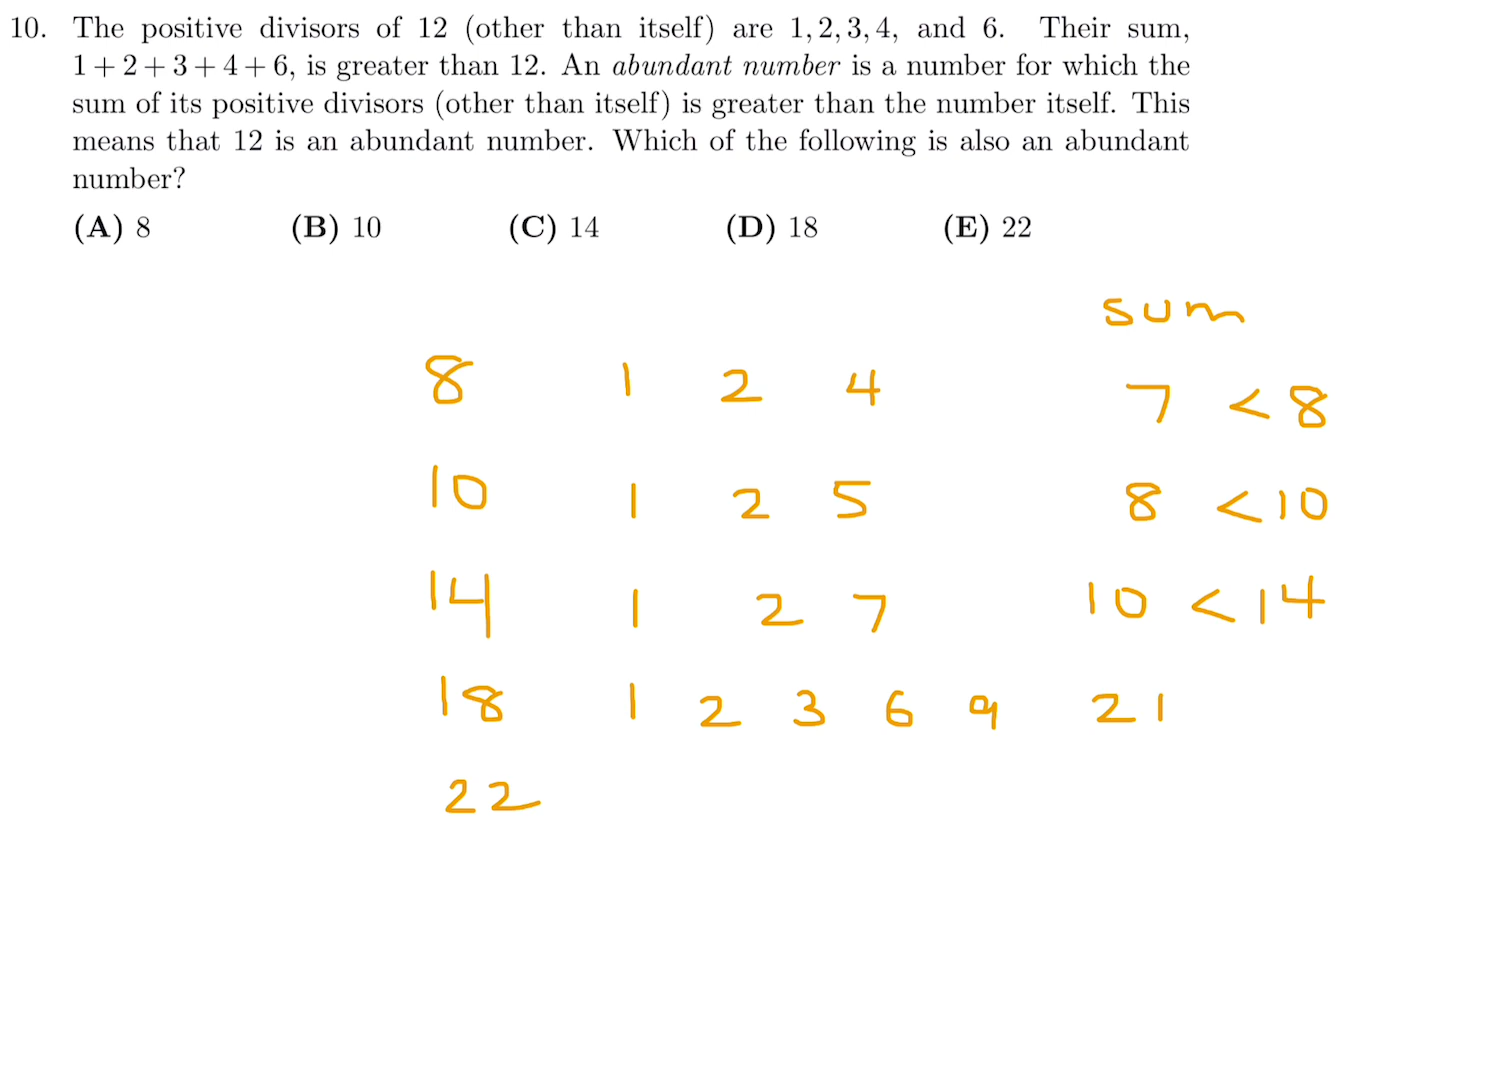 10. The positive divisors of 12 (other than itself) are 1, 2, 3, 4, and 6. Their sum,
1 + 2 + 3 + 4 + 6, is greater than 12. An abundant number is a number for which the
sum of its positive divisors (other than itself) is greater than the number itself. This
means that 12 is an abundant number. Which of the following is also an abundant
number?
(A) 8 (B) 10 (C) 14 (D) 18 (E) 22
sum
8 1 2 4 7 < 8
10 1 2 5 8 < 10
14 1 2 7 10 < 14
18 1 2 3 6 9 21
22